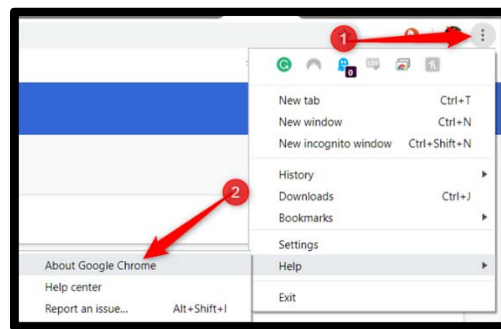 1
0
New tab Ctrl+T
New window Ctrl+N
New incognito window Ctrl+Shift+N
History
Downloads Ctrl+J
Bookmarks
2
Settings
About Google Chrome
Help
Help center
Exit
Report an issue... Alt+Shift+I